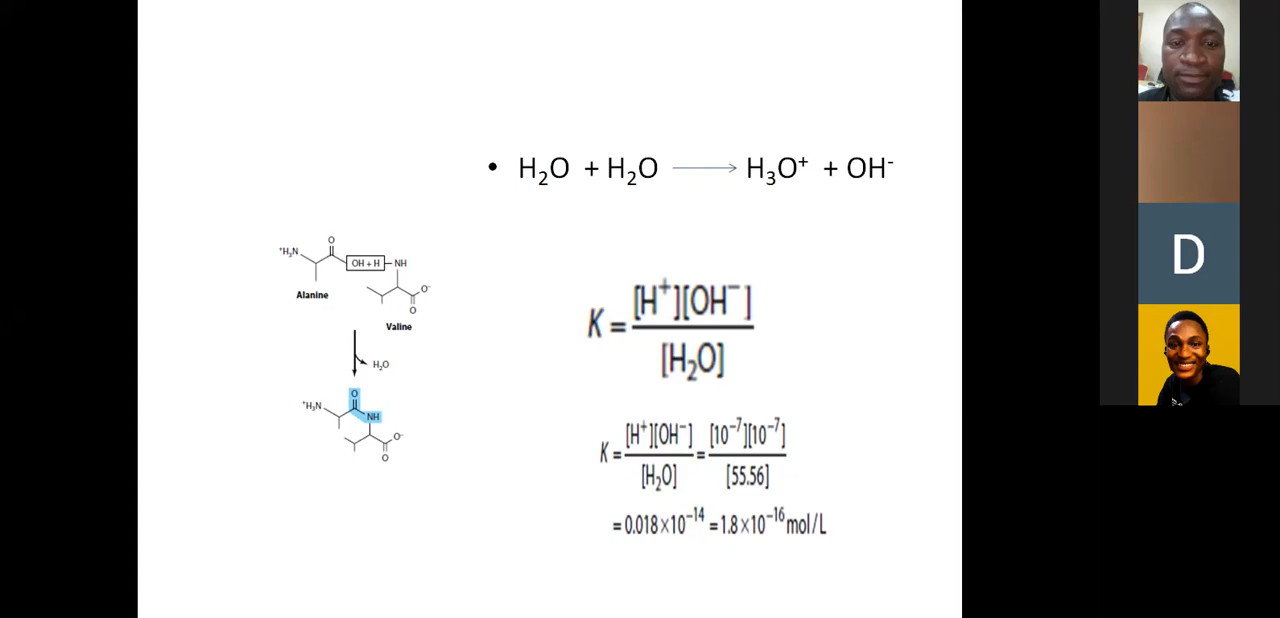 • H₂O + H₂O ⟶ H₃O⁺ + OH⁻
⁺H₃N
O
OH + H
NH
Alanine
O⁻
O
Valine
H₂O
⁺H₃N
O
NH
O⁻
O
K = [H⁺][OH⁻] / [H₂O]
K = [H⁺][OH⁻] / [H₂O] = [10⁻⁷][10⁻⁷] / [55.56]
= 0.018×10⁻¹⁴ = 1.8×10⁻¹⁶ mol/L
D